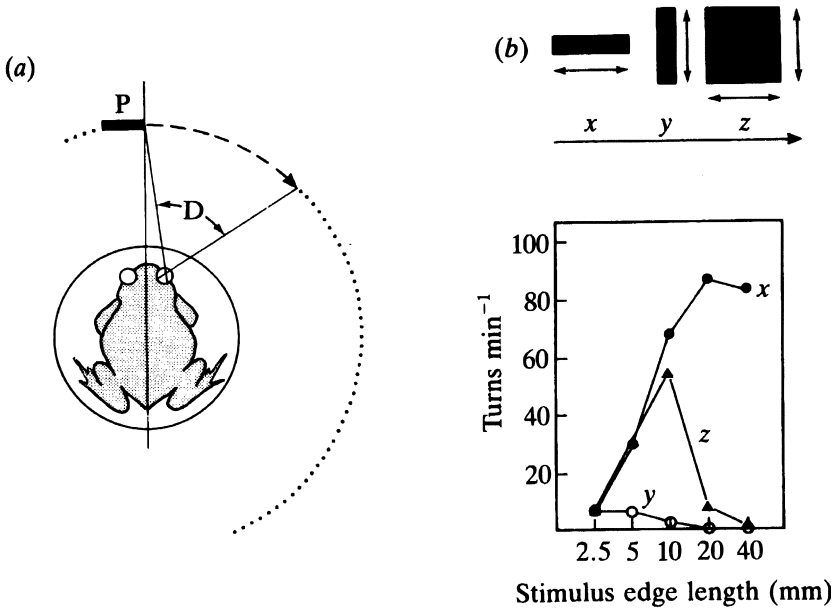 (a)
P
D
(b)
x y z
100
80
60
40
20
Turns min⁻¹
x
z
y
2.5 5 10 20 40
Stimulus edge length (mm)